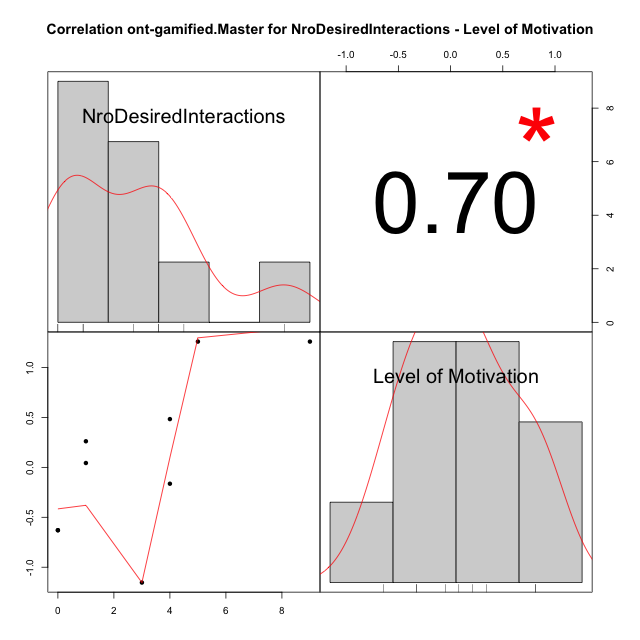 Correlation ont-gamified.Master for NroDesiredInteractions - Level of Motivation
-1.0 -0.5 0.0 0.5 1.0
NroDesiredInteractions
*
0.70
8
6
4
2
0
1.0
0.5
0.0
-0.5
-1.0
Level of Motivation
0 2 4 6 8